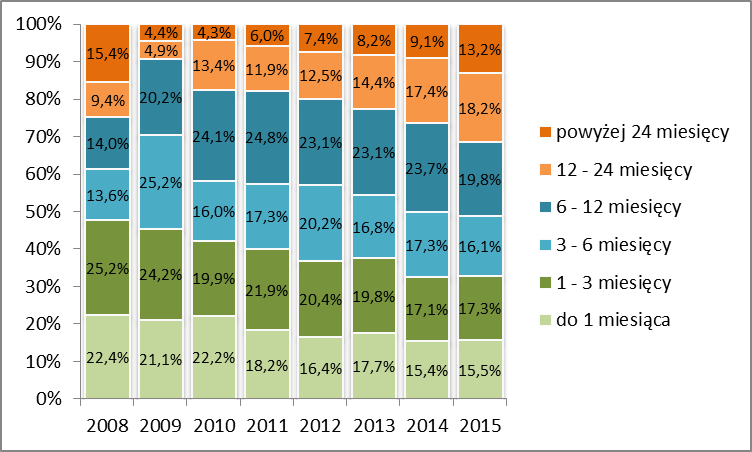 100%
90%
80%
70%
60%
50%
40%
30%
20%
10%
0%
15,4% 4,4% 4,3% 6,0% 7,4% 8,2% 9,1% 13,2%
9,4% 4,9% 13,4% 11,9% 12,5% 14,4% 17,4% 18,2%
14,0% 20,2% 24,1% 24,8% 23,1% 23,1% 23,7% 19,8%
13,6% 25,2% 16,0% 17,3% 20,2% 16,8% 17,3% 16,1%
25,2% 24,2% 19,9% 21,9% 20,4% 19,8% 17,1% 17,3%
22,4% 21,1% 22,2% 18,2% 16,4% 17,7% 15,4% 15,5%
2008 2009 2010 2011 2012 2013 2014 2015
powyżej 24 miesięcy
12 - 24 miesięcy
6 - 12 miesięcy
3 - 6 miesięcy
1 - 3 miesięcy
do 1 miesiąca